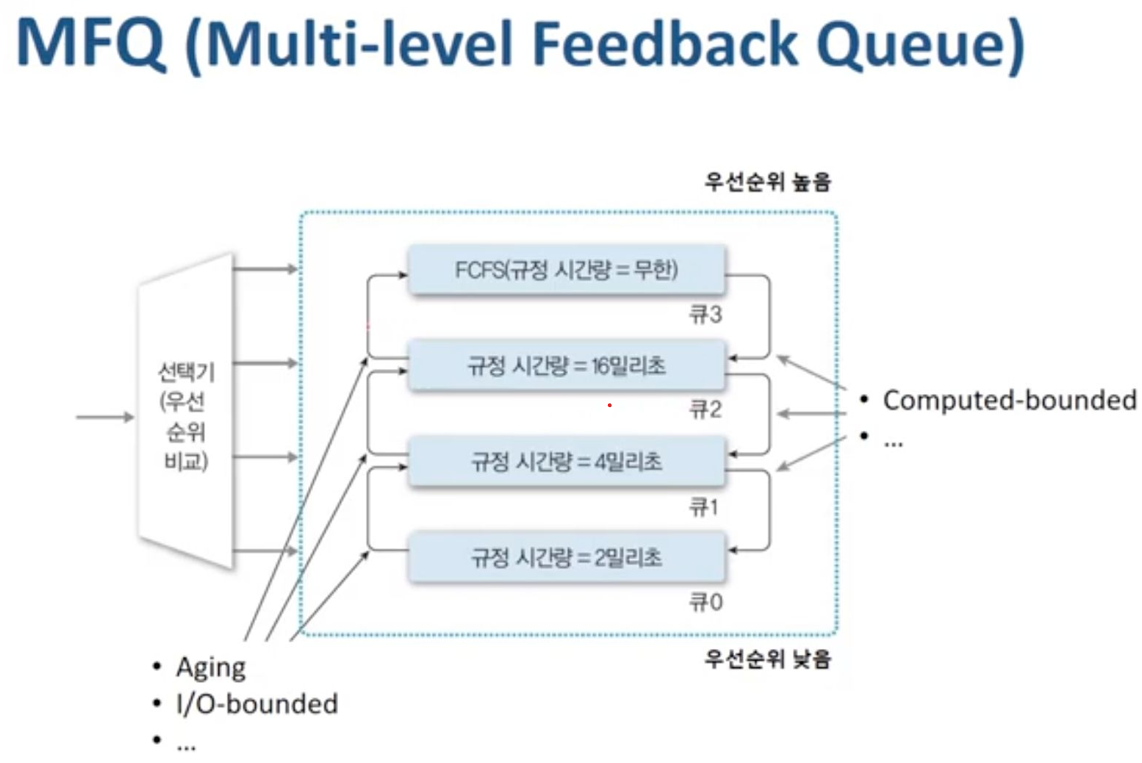 MFQ (Multi-level Feedback Queue)
우선순위 높음
FCFS(규정 시간량 = 무한)
큐3
규정 시간량 = 16밀리초
큐2
규정 시간량 = 4밀리초
큐1
규정 시간량 = 2밀리초
큐0
선택기
(우선
순위
비교)
• Computed-bounded
• ...
우선순위 낮음
• Aging
• I/O-bounded
• ...